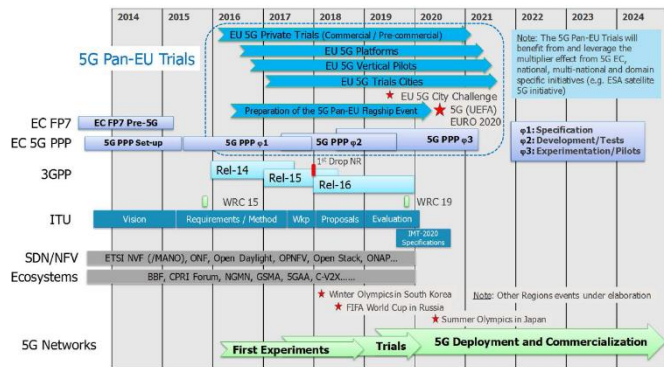 2014 2015 2016 2017 2018 2019 2020 2021 2022 2023 2024
5G Pan-EU Trials
EU 5G Private Trials (Commercial / Pre-commercial)
EU 5G Platforms
EU 5G Vertical Pilots
EU 5G Trials Cities
EU 5G City Challenge
Preparation of the 5G Pan-EU Flagship Event
5G (UEFA)
EURO 2020
Note: The 5G Pan-EU Trials will
benefit from and leverage the
multiplier effect from 5G EC,
national, multi-national and domain
specific initiatives (e.g. ESA satellite
5G initiative)
EC FP7
EC FP7 Pre-5G
EC 5G PPP
5G PPP Set-up
5G PPP φ1
5G PPP φ2
5G PPP φ3
φ1: Specification
φ2: Development/Tests
φ3: Experimentation/Pilots
3GPP
Rel-14
Rel-15
1st Drop NR
Rel-16
WRC 15
WRC 19
ITU
Vision
Requirements / Method
Wkp
Proposals
Evaluation
IMT-2020
Specifications
SDN/NFV
ETSI NVF (/MANO), ONF, Open Daylight, OPNFV, Open Stack, ONAP...
Ecosystems
BBF, CPRI Forum, NGMN, GSMA, 5GAA, C-V2X......
Winter Olympics in South Korea
FIFA World Cup in Russia
Summer Olympics in Japan
Note: Other Regions events under elaboration
5G Networks
First Experiments
Trials
5G Deployment and Commercialization